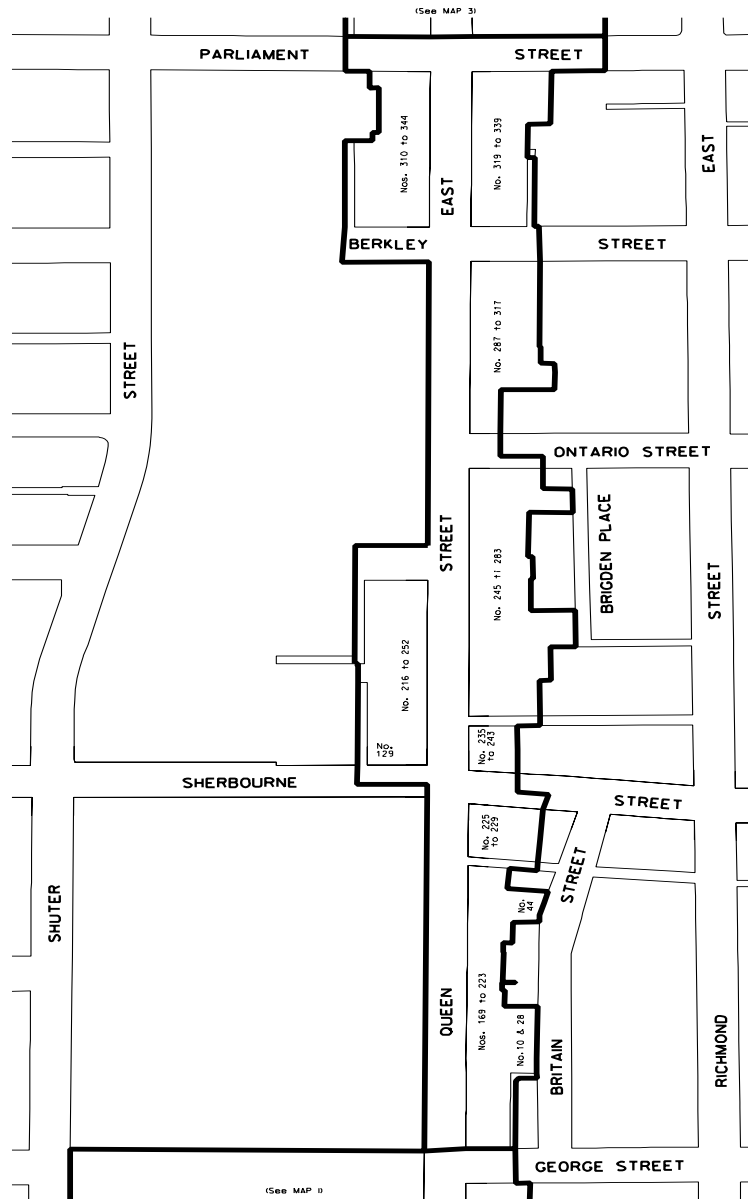 (See MAP 3)
PARLIAMENT STREET
Nos. 310 to 344
No. 319 to 339
EAST
EAST
BERKLEY STREET
No. 287 to 317
STREET
ONTARIO STREET
STREET
No. 245 ti 283
BRIGDEN PLACE
STREET
No. 216 to 252
No.
129
No. 235
to 243
SHERBOURNE STREET
No. 225
to 229
STREET
No.
44
SHUTER
QUEEN
Nos. 169 to 223
No.10 & 28
BRITAIN
RICHMOND
GEORGE STREET
(See MAP 1)